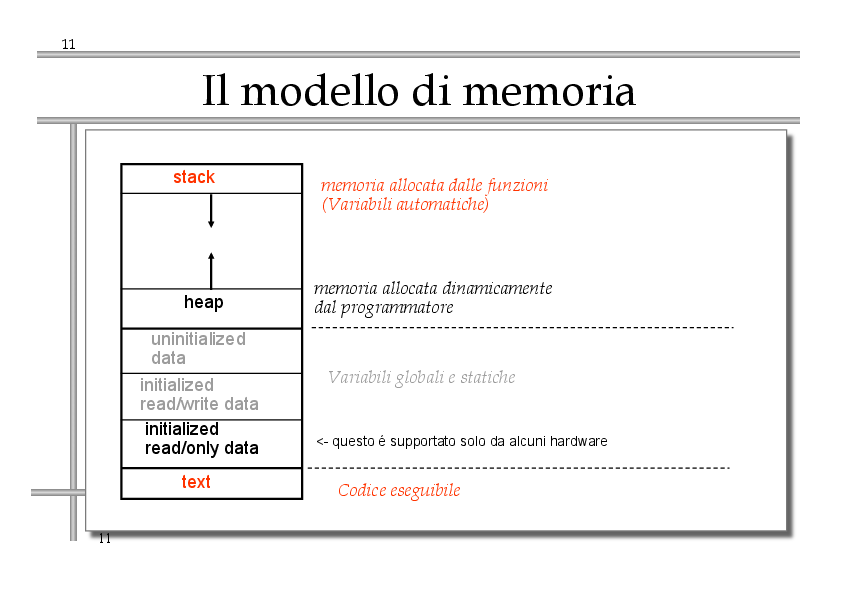 11
Il modello di memoria
stack
memoria allocata dalle funzioni
(Variabili automatiche)
heap
memoria allocata dinamicamente
dal programmatore
uninitialized
data
Variabili globali e statiche
initialized
read/write data
initialized
read/only data
<- questo é supportato solo da alcuni hardware
text
Codice eseguibile
11